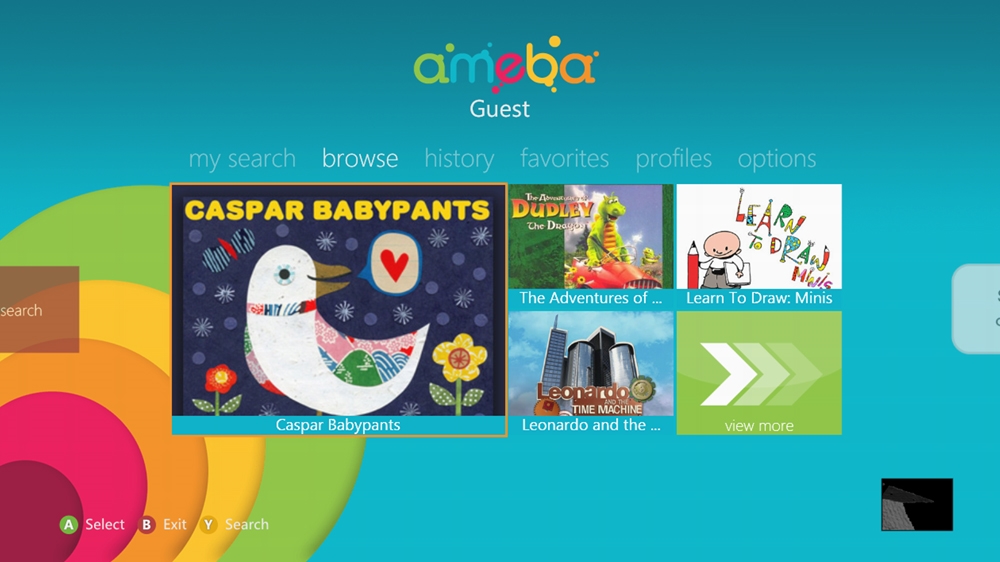 ameba
Guest
my search browse history favorites profiles options
CASPAR BABYPANTS
Caspar Babypants
The Adventures of
DUDLEY
The Dragon
The Adventures of ...
LEARN
TO DRAW
MINIS
Learn To Draw: Minis
Leonardo
AND THE
TIME MACHINE
Leonardo and the ...
view more
search
A Select B Exit Y Search